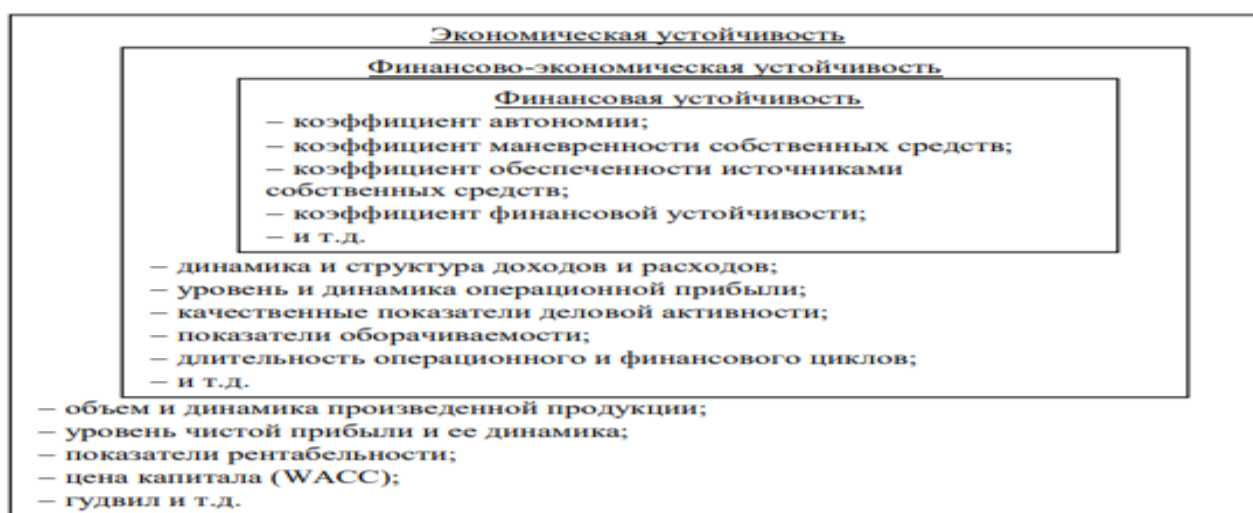 Экономическая устойчивость
Финансово-экономическая устойчивость
Финансовая устойчивость
– коэффициент автономии;
– коэффициент маневренности собственных средств;
– коэффициент обеспеченности источниками
собственных средств;
– коэффициент финансовой устойчивости;
– и т.д.
– динамика и структура доходов и расходов;
– уровень и динамика операционной прибыли;
– качественные показатели деловой активности;
– показатели оборачиваемости;
– длительность операционного и финансового циклов;
– и т.д.
– объем и динамика произведенной продукции;
– уровень чистой прибыли и ее динамика;
– показатели рентабельности;
– цена капитала (WACC);
– гудвил и т.д.